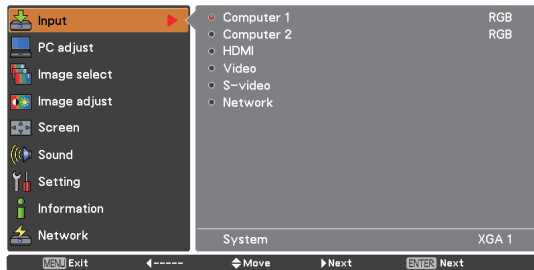 Input
PC adjust
Image select
Image adjust
Screen
Sound
Setting
Information
Network
Computer 1 RGB
Computer 2 RGB
HDMI
Video
S-video
Network
System XGA 1
MENU Exit ◀----- Move ▶Next ENTER Next